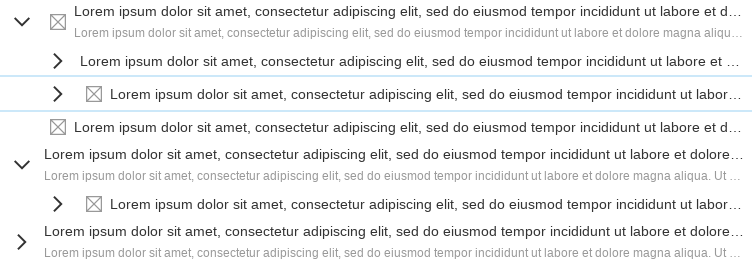 Lorem ipsum dolor sit amet, consectetur adipiscing elit, sed do eiusmod tempor incididunt ut labore et d…
Lorem ipsum dolor sit amet, consectetur adipiscing elit, sed do eiusmod tempor incididunt ut labore et dolore magna aliqu…
Lorem ipsum dolor sit amet, consectetur adipiscing elit, sed do eiusmod tempor incididunt ut labore et …
Lorem ipsum dolor sit amet, consectetur adipiscing elit, sed do eiusmod tempor incididunt ut labor…
Lorem ipsum dolor sit amet, consectetur adipiscing elit, sed do eiusmod tempor incididunt ut labore et d…
Lorem ipsum dolor sit amet, consectetur adipiscing elit, sed do eiusmod tempor incididunt ut labore et dolore…
Lorem ipsum dolor sit amet, consectetur adipiscing elit, sed do eiusmod tempor incididunt ut labore et dolore magna aliqua. Ut …
Lorem ipsum dolor sit amet, consectetur adipiscing elit, sed do eiusmod tempor incididunt ut labor…
Lorem ipsum dolor sit amet, consectetur adipiscing elit, sed do eiusmod tempor incididunt ut labore et dolore…
Lorem ipsum dolor sit amet, consectetur adipiscing elit, sed do eiusmod tempor incididunt ut labore et dolore magna aliqua. Ut …